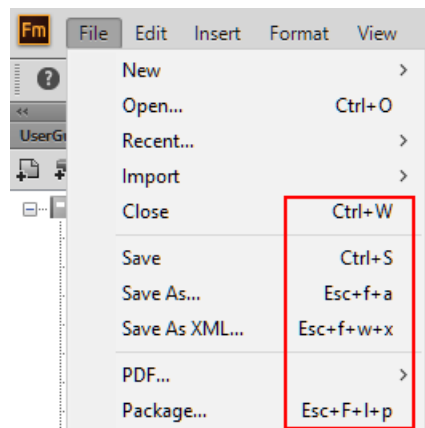 Fm File Edit Insert Format View
New >
<<
Open... Ctrl+O
UserG
Recent... >
Import >
Close Ctrl+W
Save Ctrl+S
Save As... Esc+f+a
Save As XML... Esc+f+w+x
PDF... >
Package... Esc+F+l+p